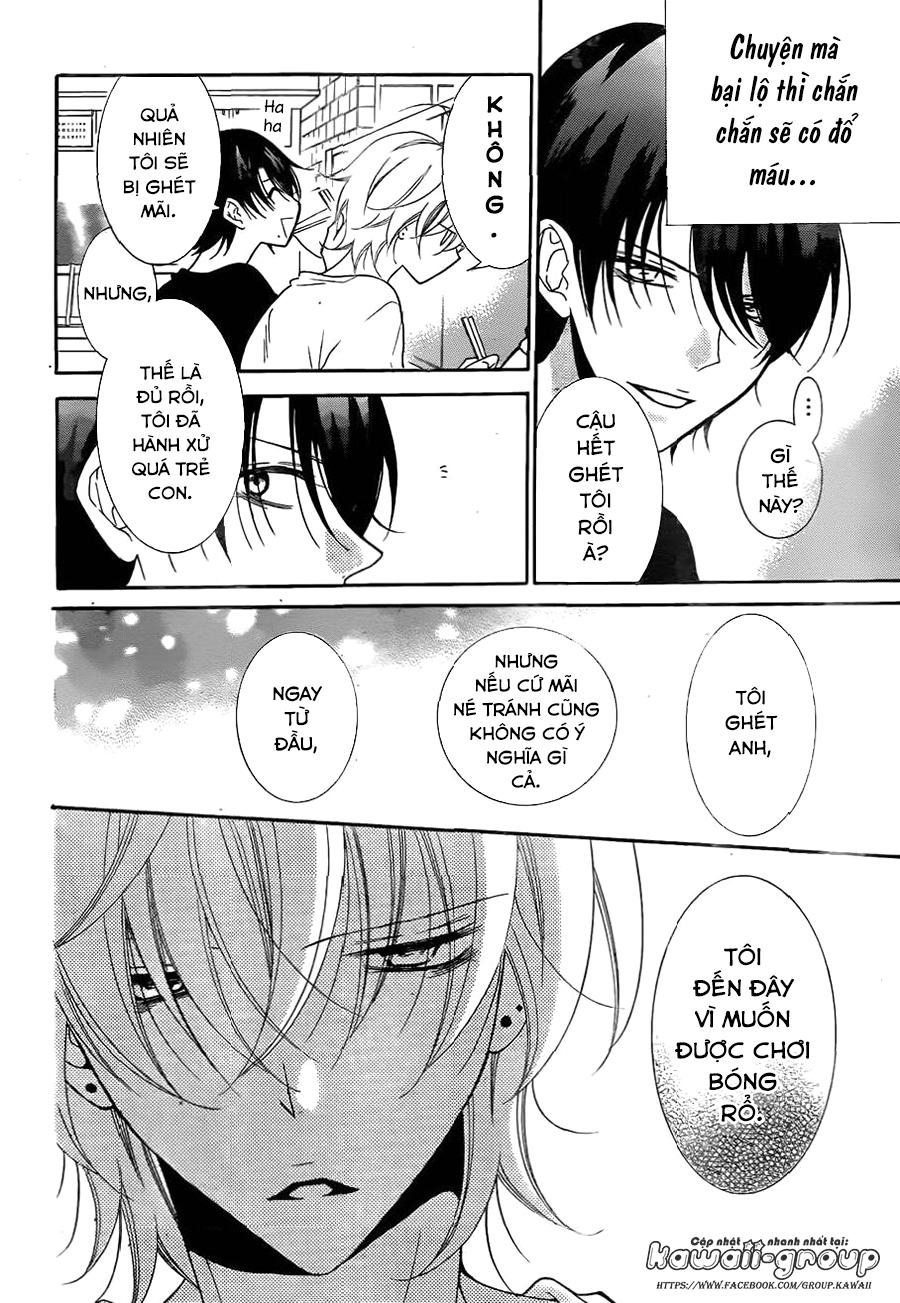 Chuyện mà
bại lộ thì chắn
chắn sẽ có đổ
máu...
...
GÌ
THẾ
NÀY?
CẬU
HẾT
GHÉT
TÔI
RỒI
À?
KHÔNG.
Ha
ha
QUẢ
NHIÊN
TÔI SẼ
BỊ GHÉT
MÃI.
NHƯNG,
THẾ LÀ
ĐỦ RỒI,
TÔI ĐÃ
HÀNH XỬ
QUÁ TRẺ
CON.
TÔI
GHÉT
ANH,
NHƯNG
NẾU CỨ MÃI
NÉ TRÁNH CŨNG
KHÔNG CÓ Ý
NGHĨA GÌ
CẢ.
NGAY
TỪ
ĐẦU,
TÔI
ĐẾN ĐÂY
VÌ MUỐN
ĐƯỢC CHƠI
BÓNG
RỔ.
Cập nhật nhanh nhất tại:
kawaii-group
HTTPS://WWW.FACEBOOK.COM/GROUP.KAWAII